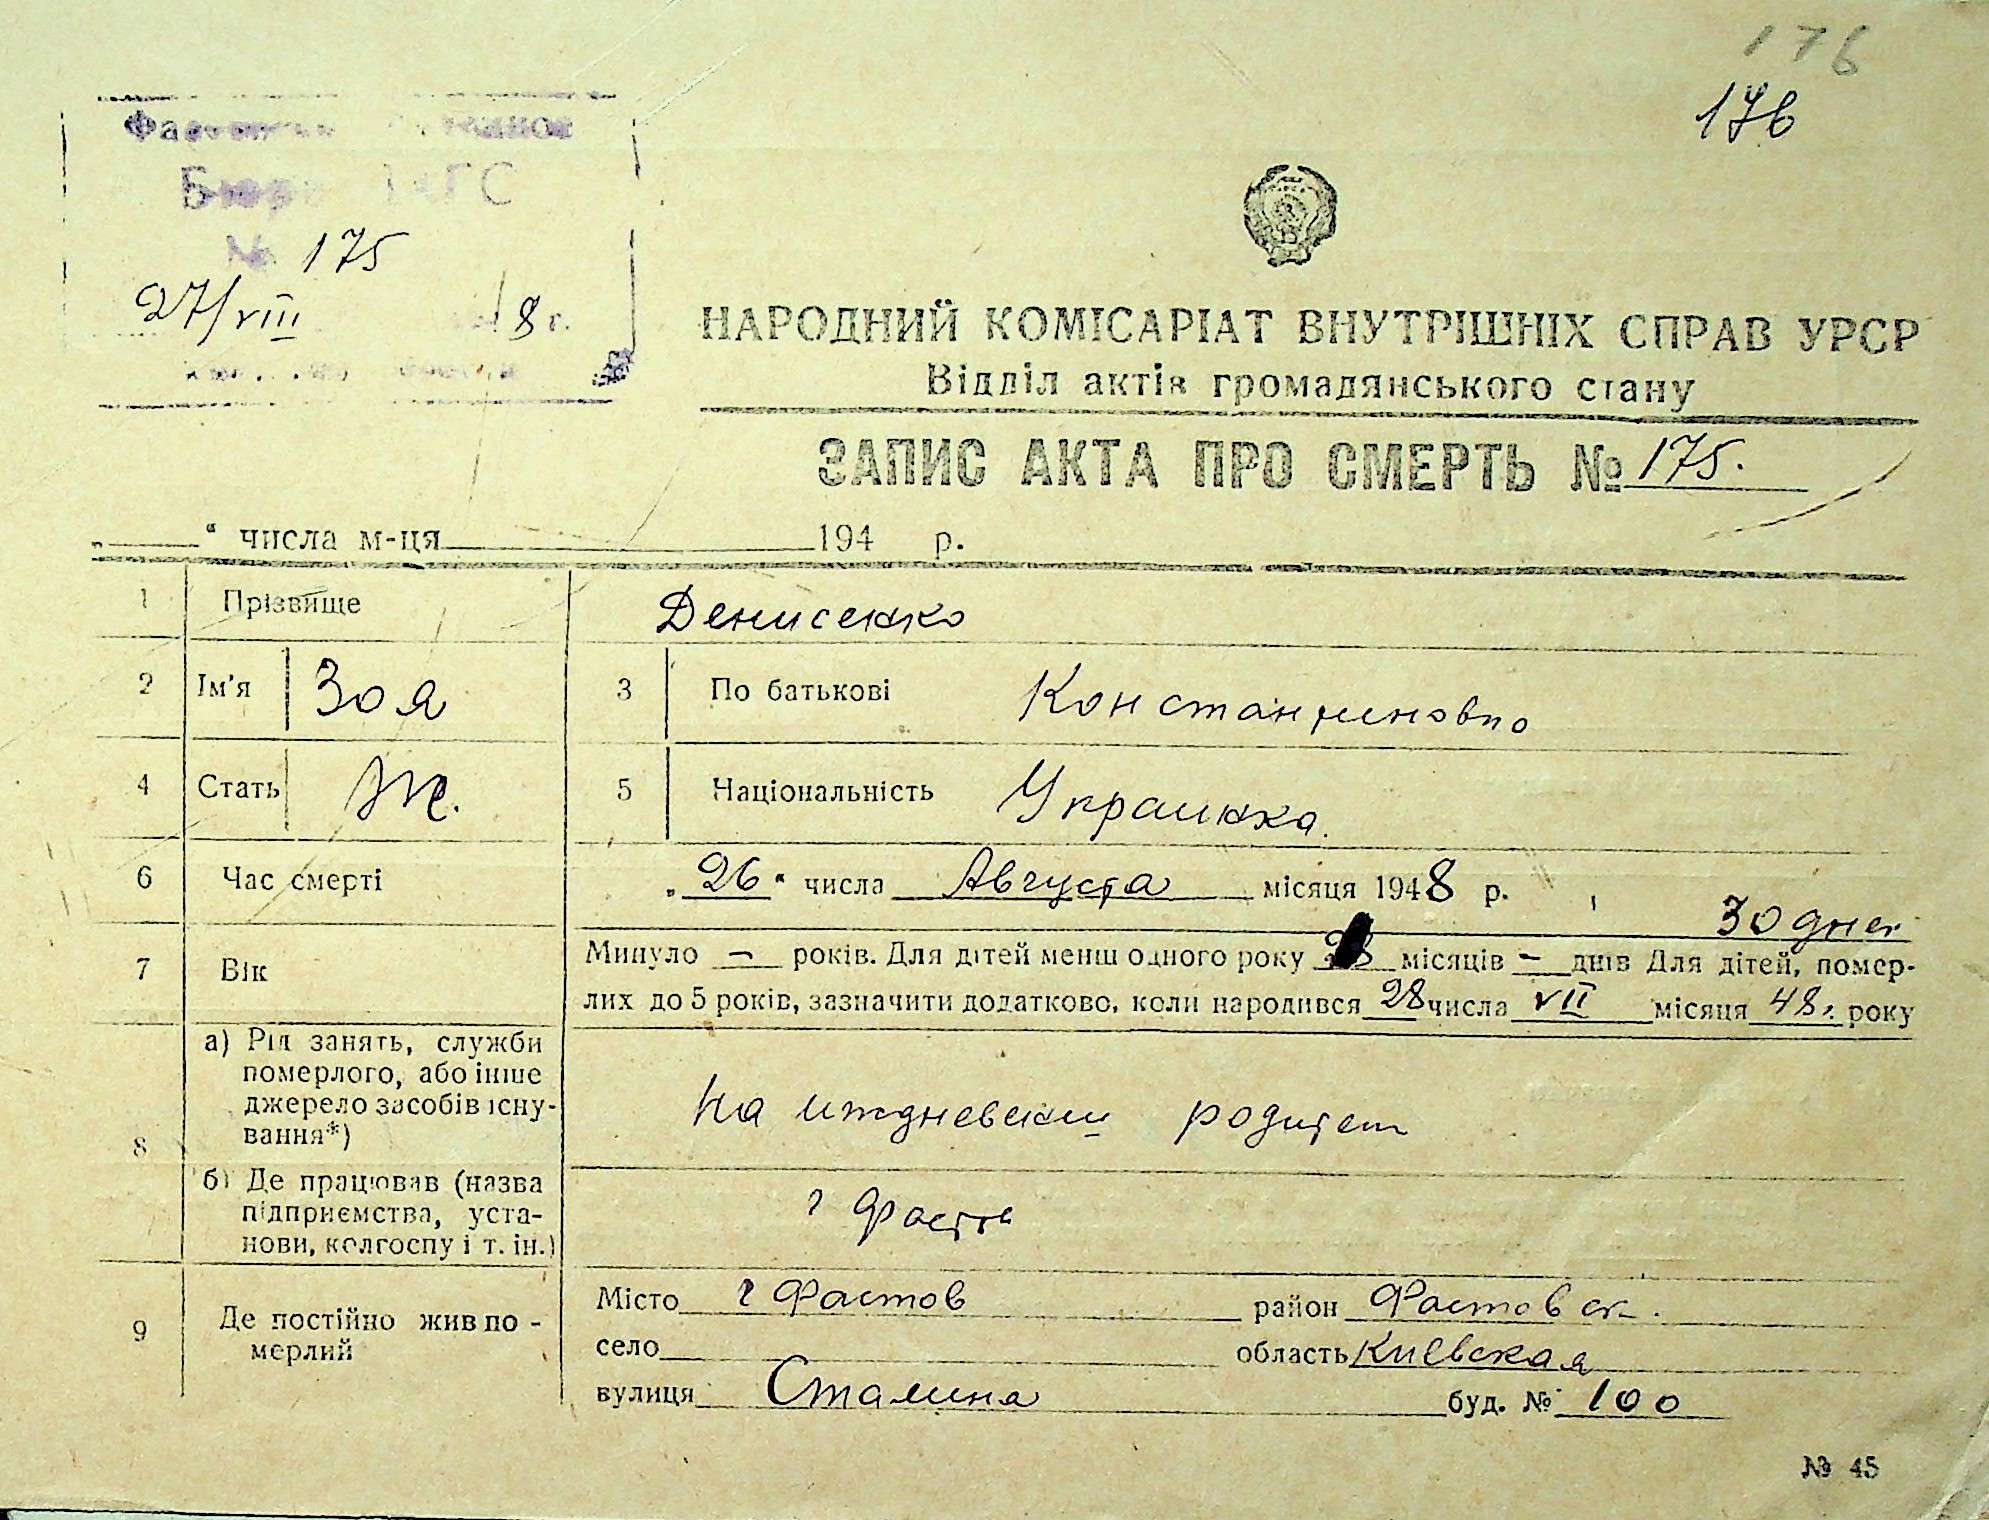 176
176
Бюро ЗАГС
№ 175
27/VIII 8 г.
НАРОДНИЙ КОМІСАРІАТ ВНУТРІШНІХ СПРАВ УРСР
Відділ актів громадянського стану
ЗАПИС АКТА ПРО СМЕРТЬ № 175.
„ “ числа м-ця 194 р.
1 Прізвище Денисенко
2 Ім'я Зоя 3 По батькові Константиновно
4 Стать Ж. 5 Національність Украинка.
6 Час смерті „26“ числа Августа місяця 1948 р.
30 дней
7 Вік Минуло – років. Для дітей менш одного року місяців – днів Для дітей, помер-
лих до 5 років, зазначити додатково, коли народився 28 числа VII місяця 48 г. року
8 а) Рід занять, служби
померлого, або інше
джерело засобів існу-
вання*)
На иждневении родител
б) Де працював (назва
підприємства, уста-
нови, колгоспу і т. ін.)
г Фастов
9 Де постійно жив по-
мерлий
Місто г Фастов район Фастовск.
село область Киевская
вулиця Сталина буд. № 100
№ 45